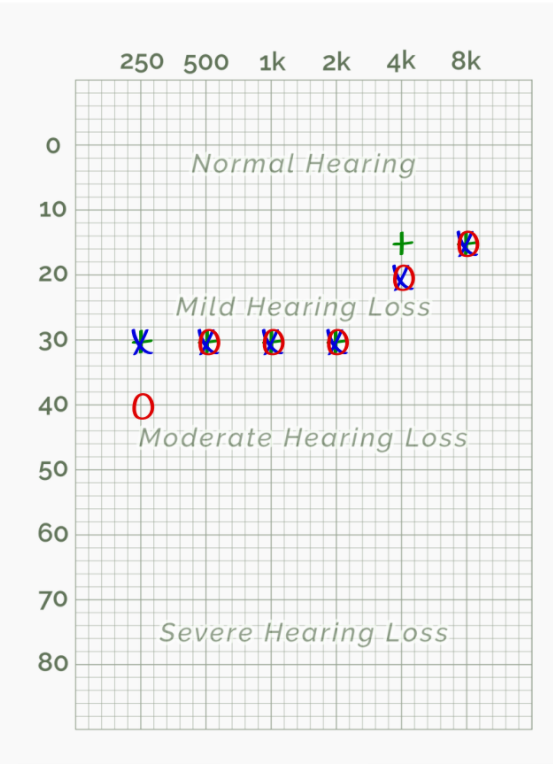 250 500 1k 2k 4k 8k
0
Normal Hearing
10
20
Mild Hearing Loss
30
40
Moderate Hearing Loss
50
60
70
Severe Hearing Loss
80